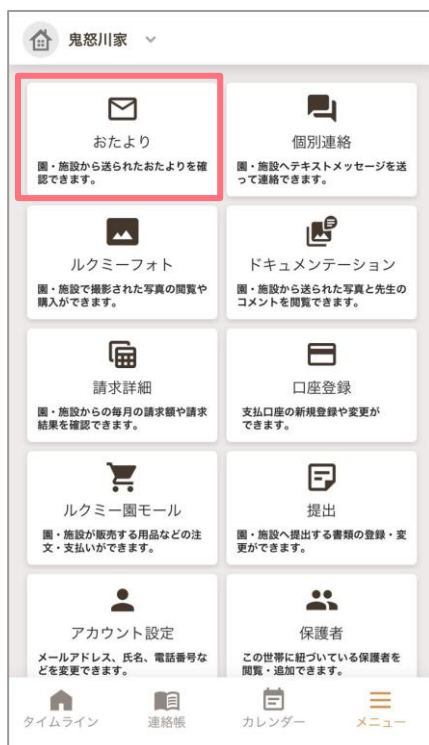 鬼怒川家
おたより
園・施設から送られたおたよりを確
認できます。
個別連絡
園・施設へテキストメッセージを送
って連絡できます。
ルクミーフォト
園・施設で撮影された写真の閲覧や
購入ができます。
ドキュメンテーション
園・施設から送られた写真と先生の
コメントを閲覧できます。
請求詳細
園・施設からの毎月の請求額や請求
結果を確認できます。
口座登録
支払口座の新規登録や変更が
できます。
ルクミー園モール
園・施設が販売する用品などの注
文・支払いができます。
提出
園・施設へ提出する書類の登録・変
更ができます。
アカウント設定
メールアドレス、氏名、電話番号な
どを変更できます。
保護者
この世帯に紐づいている保護者を
閲覧・追加できます。
タイムライン
連絡帳
カレンダー
メニュー